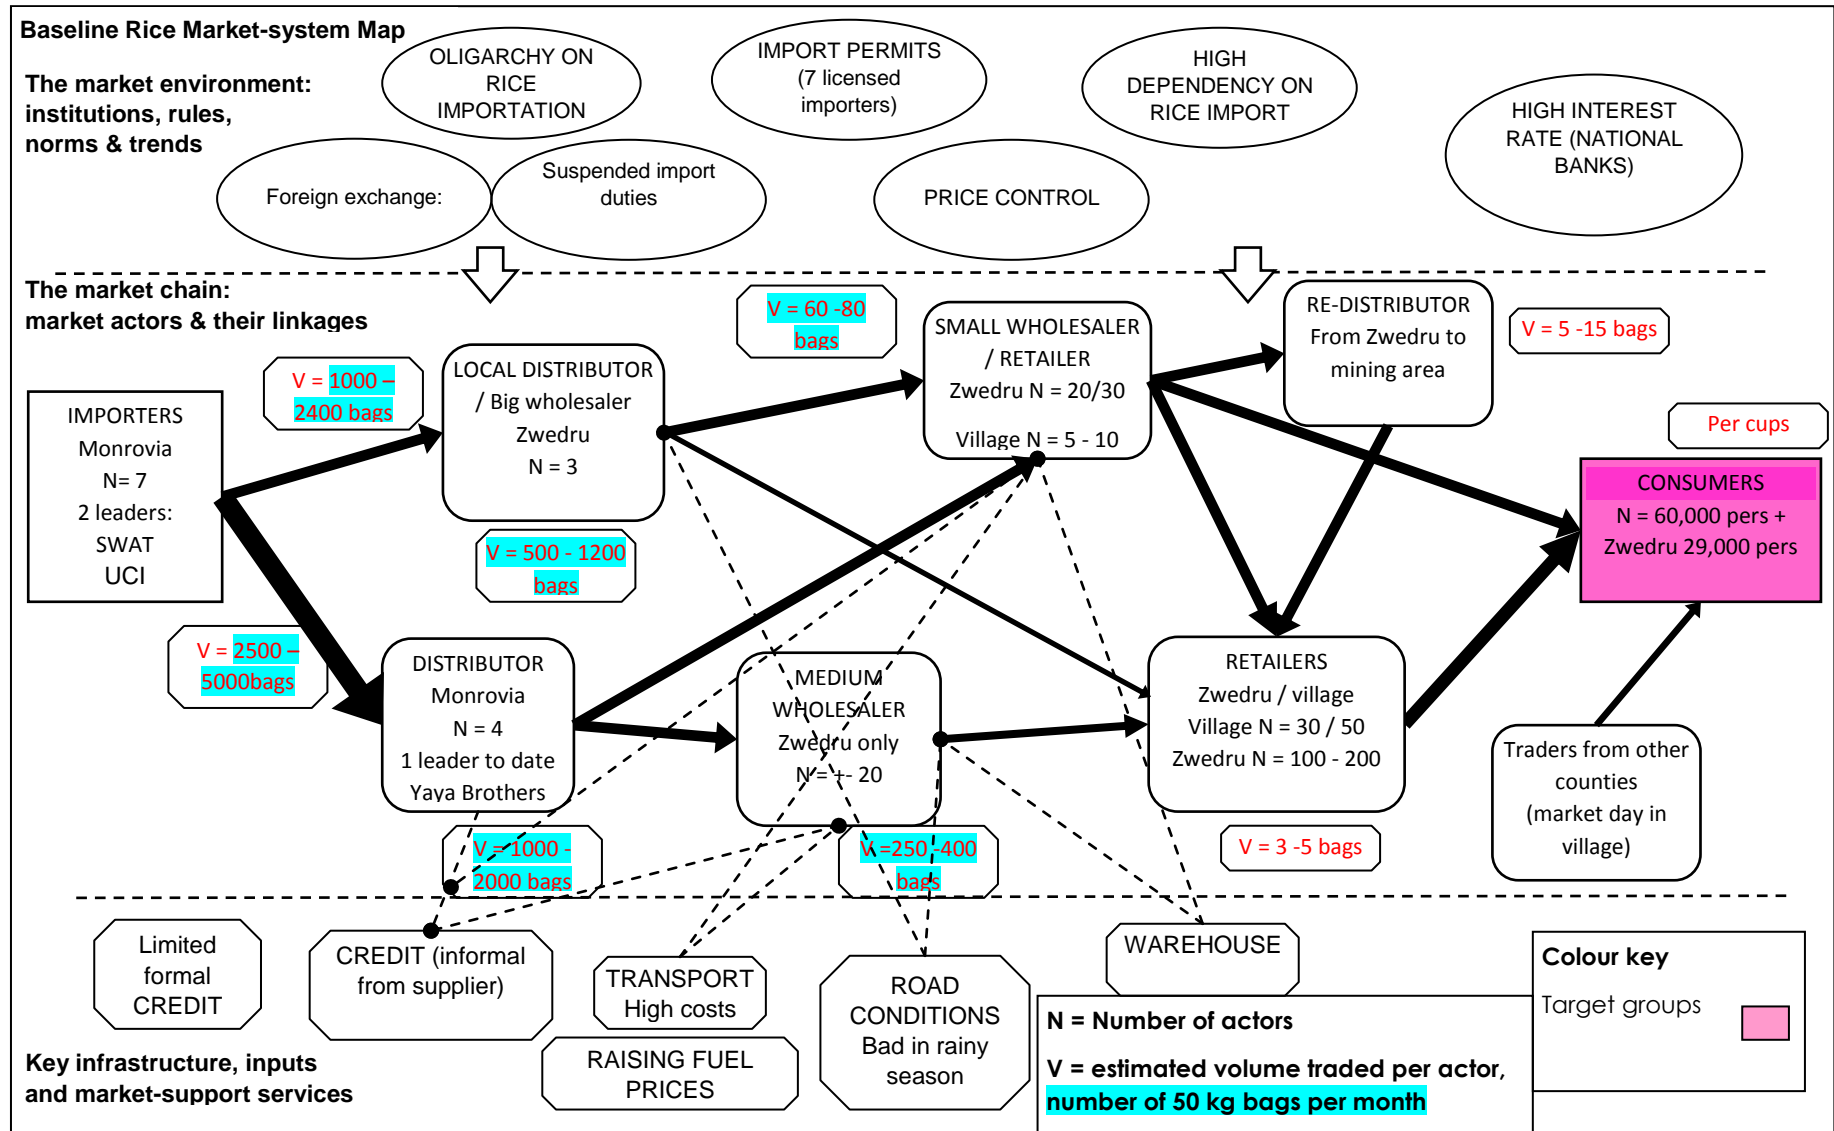 Baseline Rice Market-system Map
The market environment:
institutions, rules,
norms & trends
OLIGARCHY ON
RICE
IMPORTATION
IMPORT PERMITS
(7 licensed
importers)
HIGH
DEPENDENCY ON
RICE IMPORT
HIGH INTEREST
RATE (NATIONAL
BANKS)
Foreign exchange:
Suspended import
duties
PRICE CONTROL
The market chain:
market actors & their linkages
V = 1000 –
2400 bags
V = 60 -80
bags
V = 5 -15 bags
Per cups
IMPORTERS
Monrovia
N= 7
2 leaders:
SWAT
UCI
LOCAL DISTRIBUTOR
/ Big wholesaler
Zwedru
N = 3
SMALL WHOLESALER
/ RETAILER
Zwedru N = 20/30
Village N = 5 - 10
RE-DISTRIBUTOR
From Zwedru to
mining area
CONSUMERS
N = 60,000 pers +
Zwedru 29,000 pers
V = 500 - 1200
bags
V = 2500 –
5000bags
DISTRIBUTOR
Monrovia
N = 4
1 leader to date
Yaya Brothers
MEDIUM
WHOLESALER
Zwedru only
N = +- 20
RETAILERS
Zwedru / village
Village N = 30 / 50
Zwedru N = 100 - 200
Traders from other
counties
(market day in
village)
V = 1000 -
2000 bags
V =250 -400
bags
V = 3 -5 bags
Limited
formal
CREDIT
CREDIT (informal
from supplier)
TRANSPORT
High costs
RAISING FUEL
PRICES
ROAD
CONDITIONS
Bad in rainy
season
WAREHOUSE
Key infrastructure, inputs
and market-support services
N = Number of actors
V = estimated volume traded per actor,
number of 50 kg bags per month
Colour key
Target groups